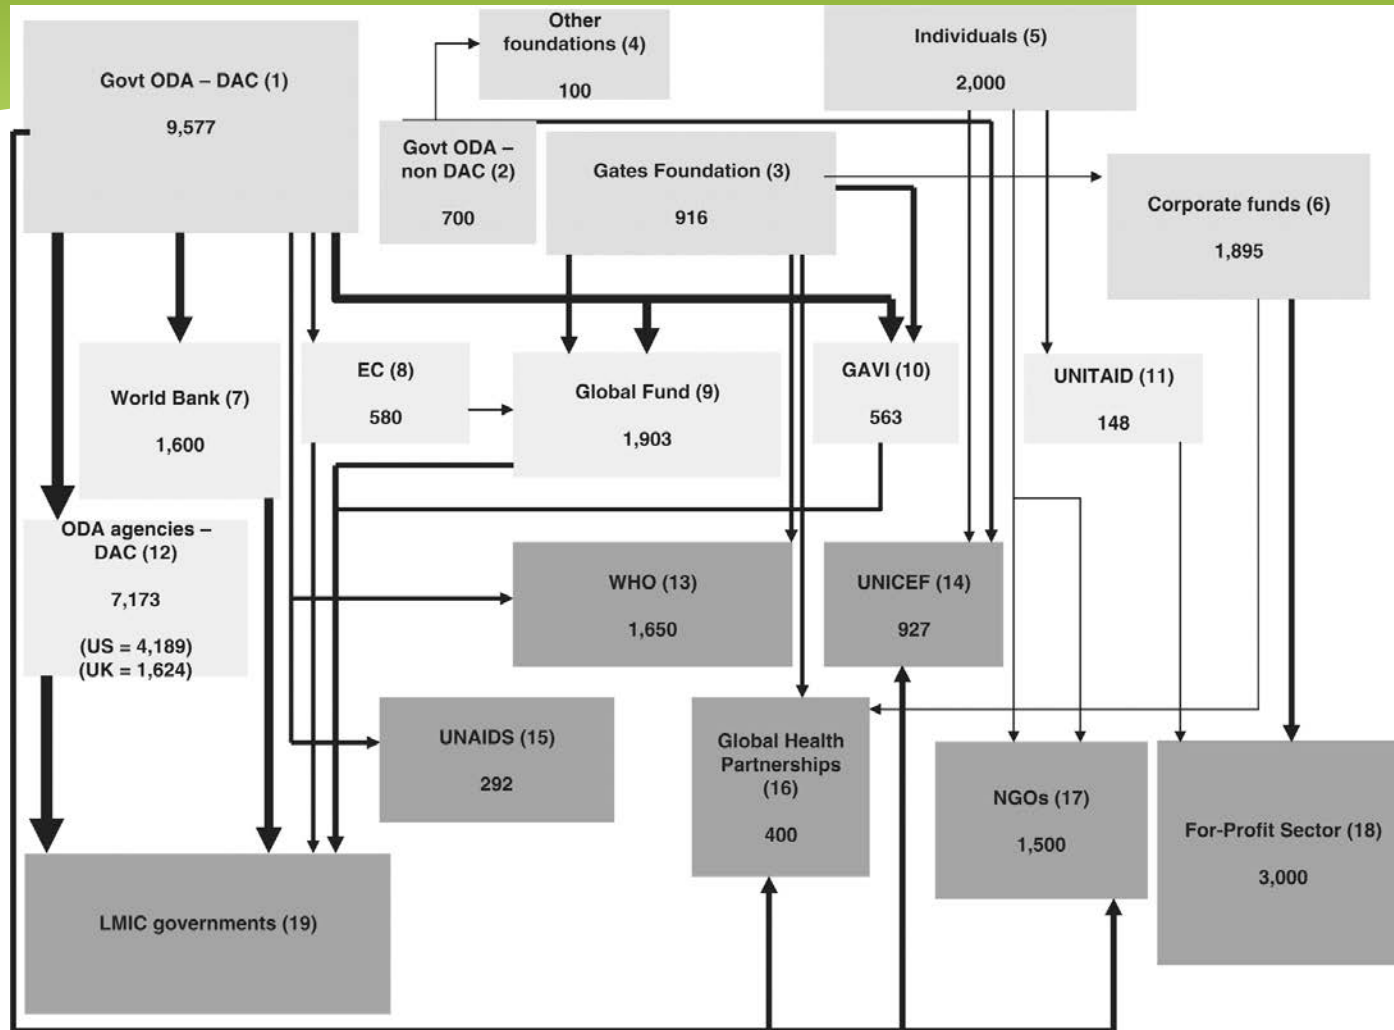 Govt ODA – DAC (1)
9,577
Other
foundations (4)
100
Individuals (5)
2,000
Govt ODA –
non DAC (2)
700
Gates Foundation (3)
916
Corporate funds (6)
1,895
World Bank (7)
1,600
EC (8)
580
Global Fund (9)
1,903
GAVI (10)
563
UNITAID (11)
148
ODA agencies –
DAC (12)
7,173
(US = 4,189)
(UK = 1,624)
WHO (13)
1,650
UNICEF (14)
927
UNAIDS (15)
292
Global Health
Partnerships
(16)
400
NGOs (17)
1,500
For-Profit Sector (18)
3,000
LMIC governments (19)